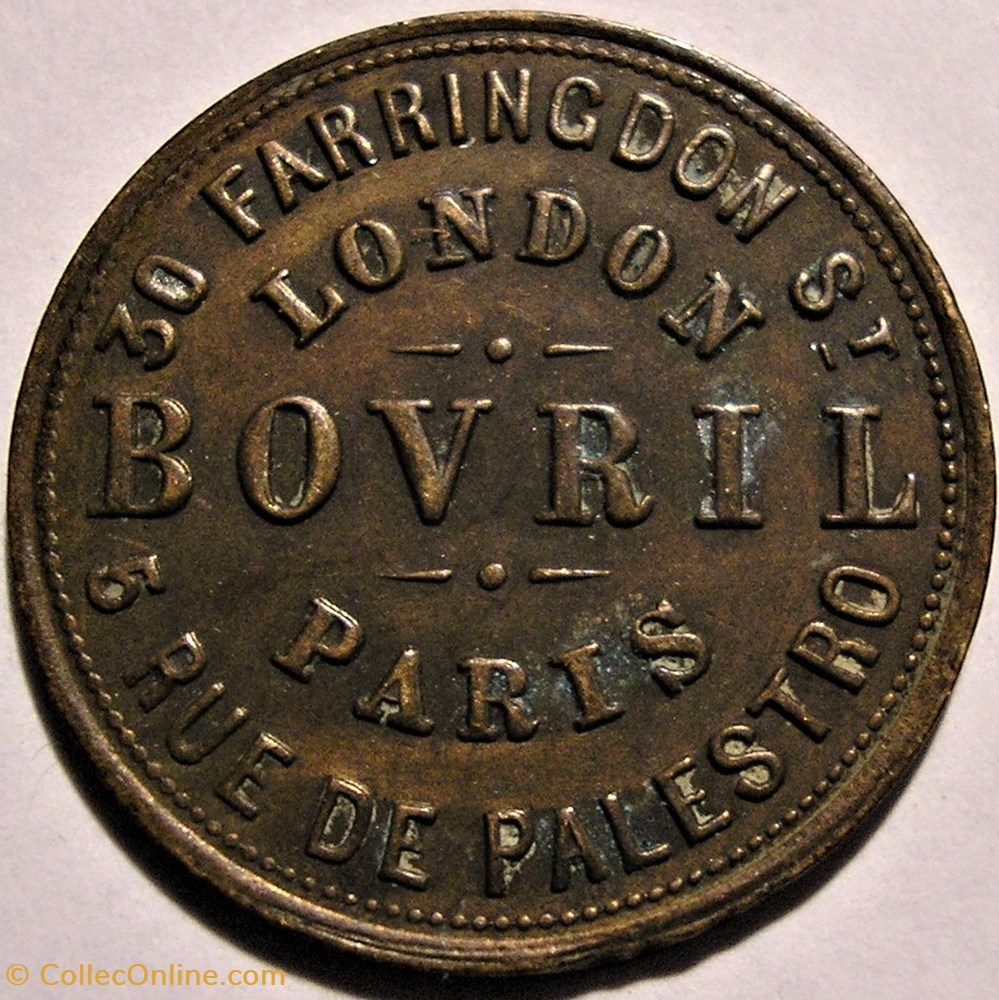 30 FARRINGDON ST
LONDON
BOVRIL
PARIS
5 RUE DE PALESTRO
© CollecOnline.com